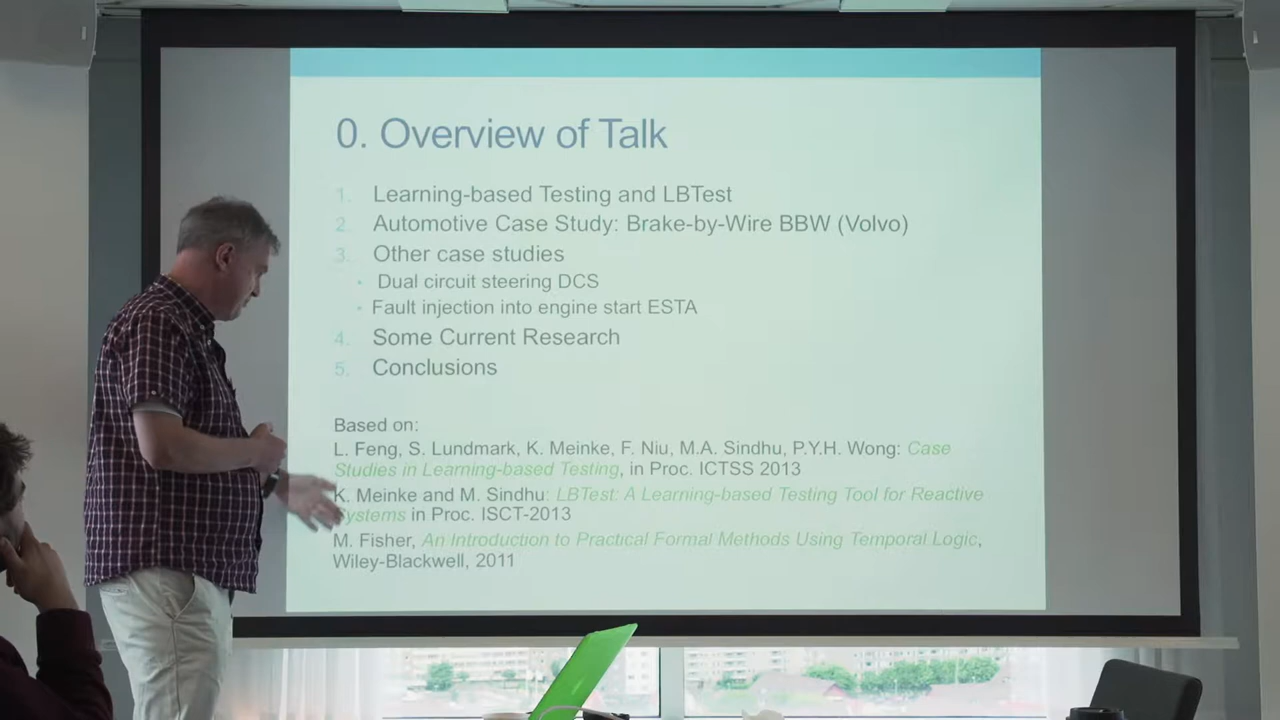 0. Overview of Talk
1. Learning-based Testing and LBTest
2. Automotive Case Study: Brake-by-Wire BBW (Volvo)
3. Other case studies
• Dual circuit steering DCS
• Fault injection into engine start ESTA
4. Some Current Research
5. Conclusions
Based on:
L. Feng, S. Lundmark, K. Meinke, F. Niu, M.A. Sindhu, P.Y.H. Wong: Case
Studies in Learning-based Testing, in Proc. ICTSS 2013
K. Meinke and M. Sindhu: LBTest: A Learning-based Testing Tool for Reactive
Systems in Proc. ISCT-2013
M. Fisher, An Introduction to Practical Formal Methods Using Temporal Logic,
Wiley-Blackwell, 2011